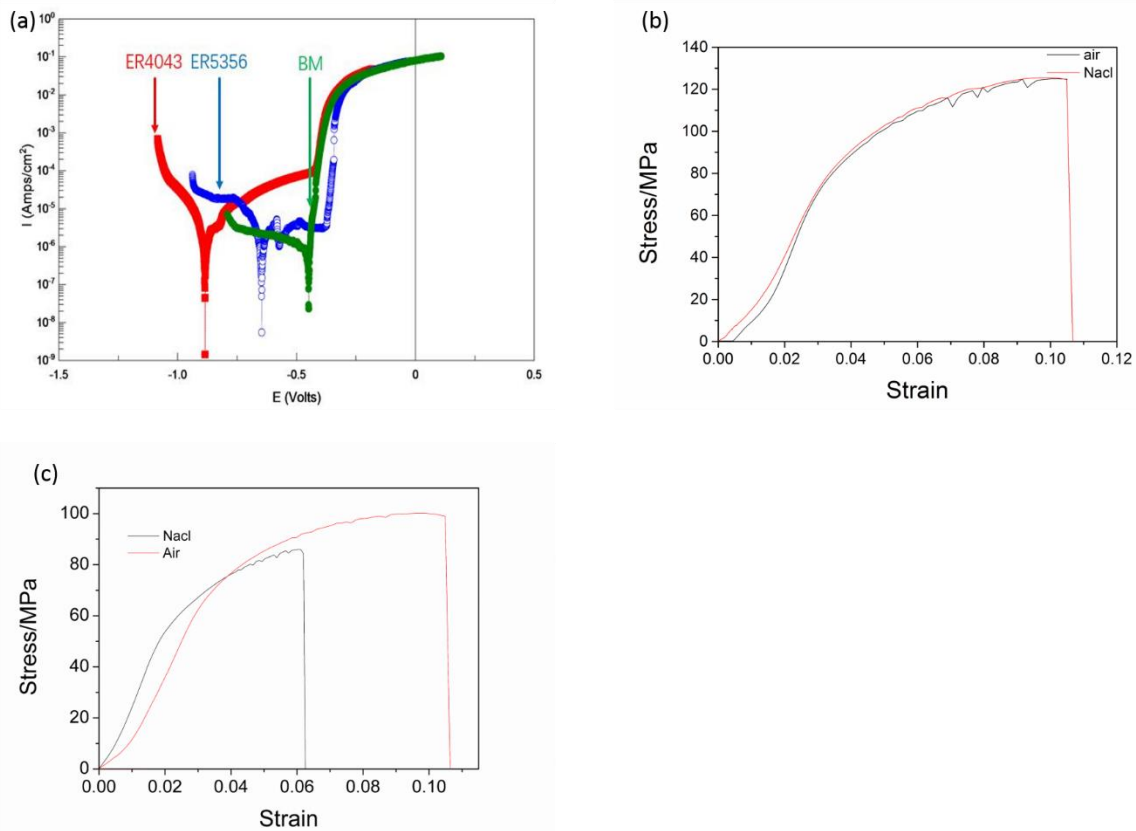 (a)
10^0
10^-1
10^-2
10^-3
10^-4
10^-5
10^-6
10^-7
10^-8
10^-9
I (Amps/cm²)
ER4043 ER5356 BM
-1.5 -1.0 -0.5 0 0.5
E (Volts)
(b)
140
120
100
80
60
40
20
0
Stress/MPa
air
Nacl
0.00 0.02 0.04 0.06 0.08 0.10 0.12
Strain
(c)
100
80
60
40
20
0
Stress/MPa
Nacl
Air
0.00 0.02 0.04 0.06 0.08 0.10
Strain